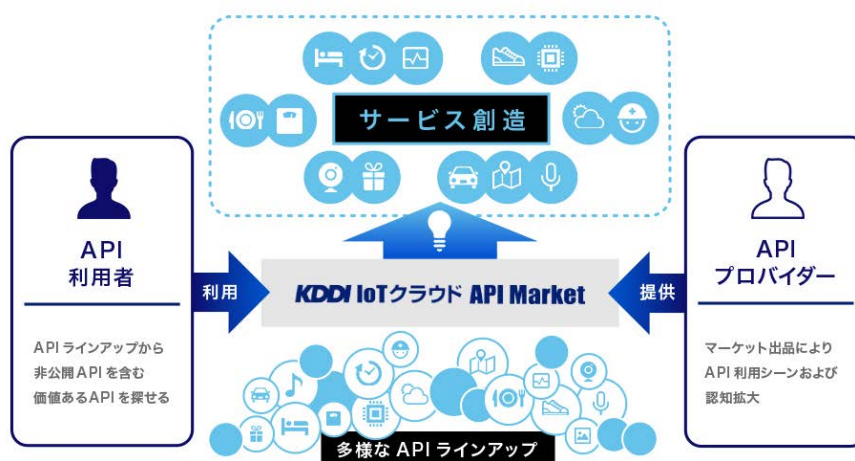 サービス創造
API
利用者
APIラインアップから
非公開APIを含む
価値あるAPIを探せる
利用
KDDI IoTクラウド API Market
提供
API
プロバイダー
マーケット出品により
API利用シーンおよび
認知拡大
多様な API ラインアップ